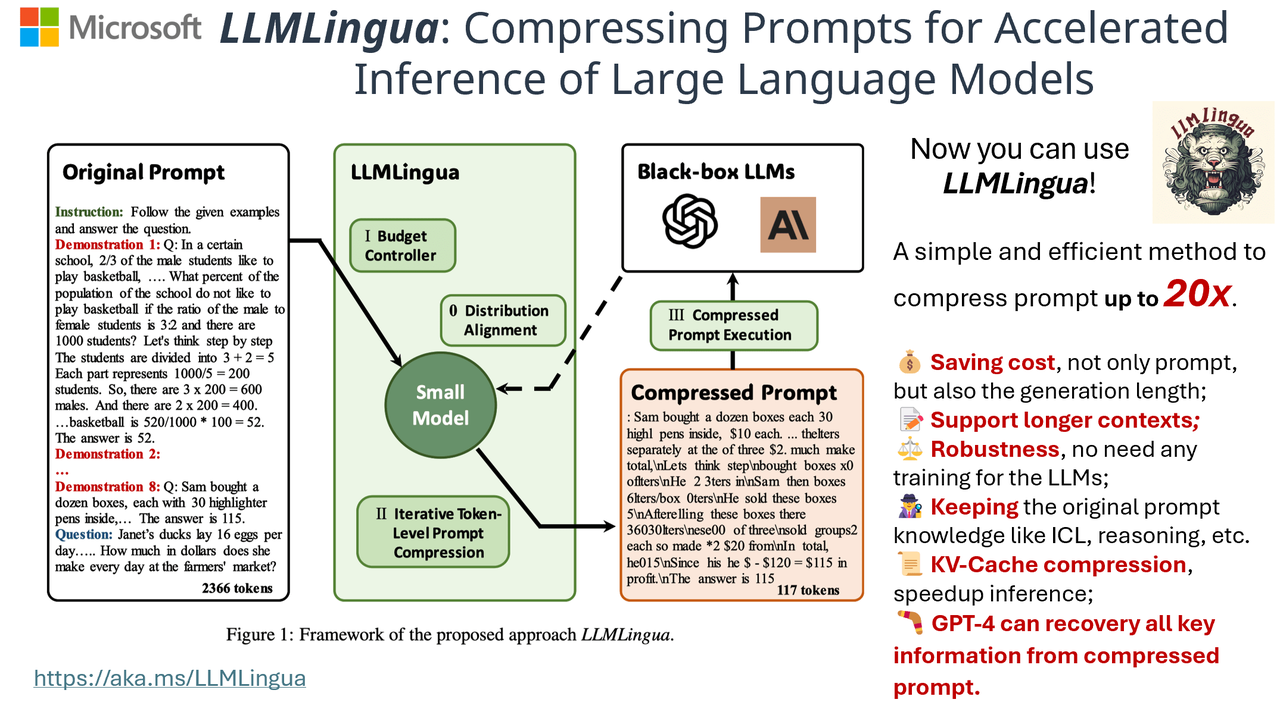 Microsoft
LLMLingua: Compressing Prompts for Accelerated
Inference of Large Language Models
Original Prompt
Instruction: Follow the given examples
and answer the question.
Demonstration 1: Q: In a certain
school, 2/3 of the male students like to
play basketball, …. What percent of the
population of the school do not like to
play basketball if the ratio of the male to
female students is 3:2 and there are
1000 students? Let's think step by step
The students are divided into 3 + 2 = 5
Each part represents 1000/5 = 200
students. So, there are 3 x 200 = 600
males. And there are 2 x 200 = 400.
…basketball is 520/1000 * 100 = 52.
The answer is 52.
Demonstration 2:
…
Demonstration 8: Q: Sam bought a
dozen boxes, each with 30 highlighter
pens inside,… The answer is 115.
Question: Janet's ducks lay 16 eggs per
day….. How much in dollars does she
make every day at the farmers' market?
2366 tokens
LLMLingua
I Budget
Controller
0 Distribution
Alignment
Small
Model
II Iterative Token-
Level Prompt
Compression
Black-box LLMs
A\
III Compressed
Prompt Execution
Compressed Prompt
: Sam bought a dozen boxes each 30
highl pens inside, $10 each. ... thelters
separately at the of three $2. much make
total,\nLets think step\nbought boxes x0
oflters\nHe 2 3ters in\nSam then boxes
6lters/box 0ters\nHe sold these boxes
5\nAfterelling these boxes there
36030lters\nese00 of three\nsold groups2
each so made *2 $20 from\nIn total,
he015\nSince his he $ - $120 = $115 in
profit.\nThe answer is 115
117 tokens
Figure 1: Framework of the proposed approach LLMLingua.
https://aka.ms/LLMLingua
Now you can use
LLMLingua!
llmlingua
A simple and efficient method to
compress prompt up to 20x.
Saving cost, not only prompt,
but also the generation length;
Support longer contexts;
Robustness, no need any
training for the LLMs;
Keeping the original prompt
knowledge like ICL, reasoning, etc.
KV-Cache compression,
speedup inference;
GPT-4 can recovery all key
information from compressed
prompt.